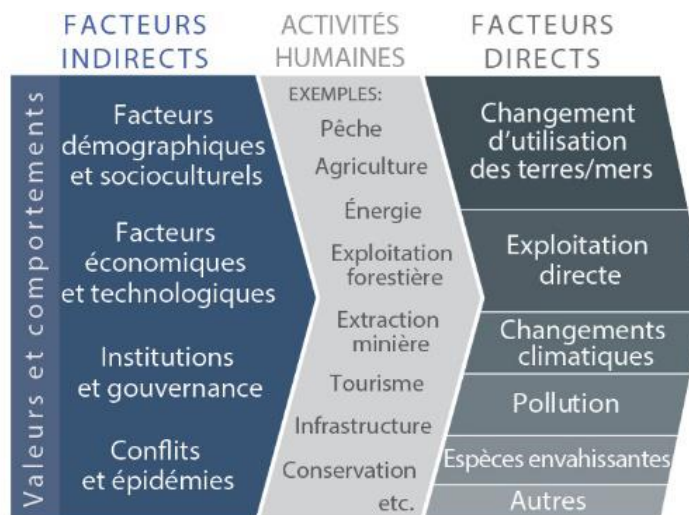 FACTEURS
INDIRECTS
ACTIVITÉS
HUMAINES
FACTEURS
DIRECTS
Valeurs et comportements
Facteurs
démographiques
et socioculturels
Facteurs
économiques
et technologiques
Institutions
et gouvernance
Conflits
et épidémies
EXEMPLES:
Pêche
Agriculture
Énergie
Exploitation
forestière
Extraction
minière
Tourisme
Infrastructure
Conservation
etc.
Changement
d'utilisation
des terres/mers
Exploitation
directe
Changements
climatiques
Pollution
Espèces envahissantes
Autres